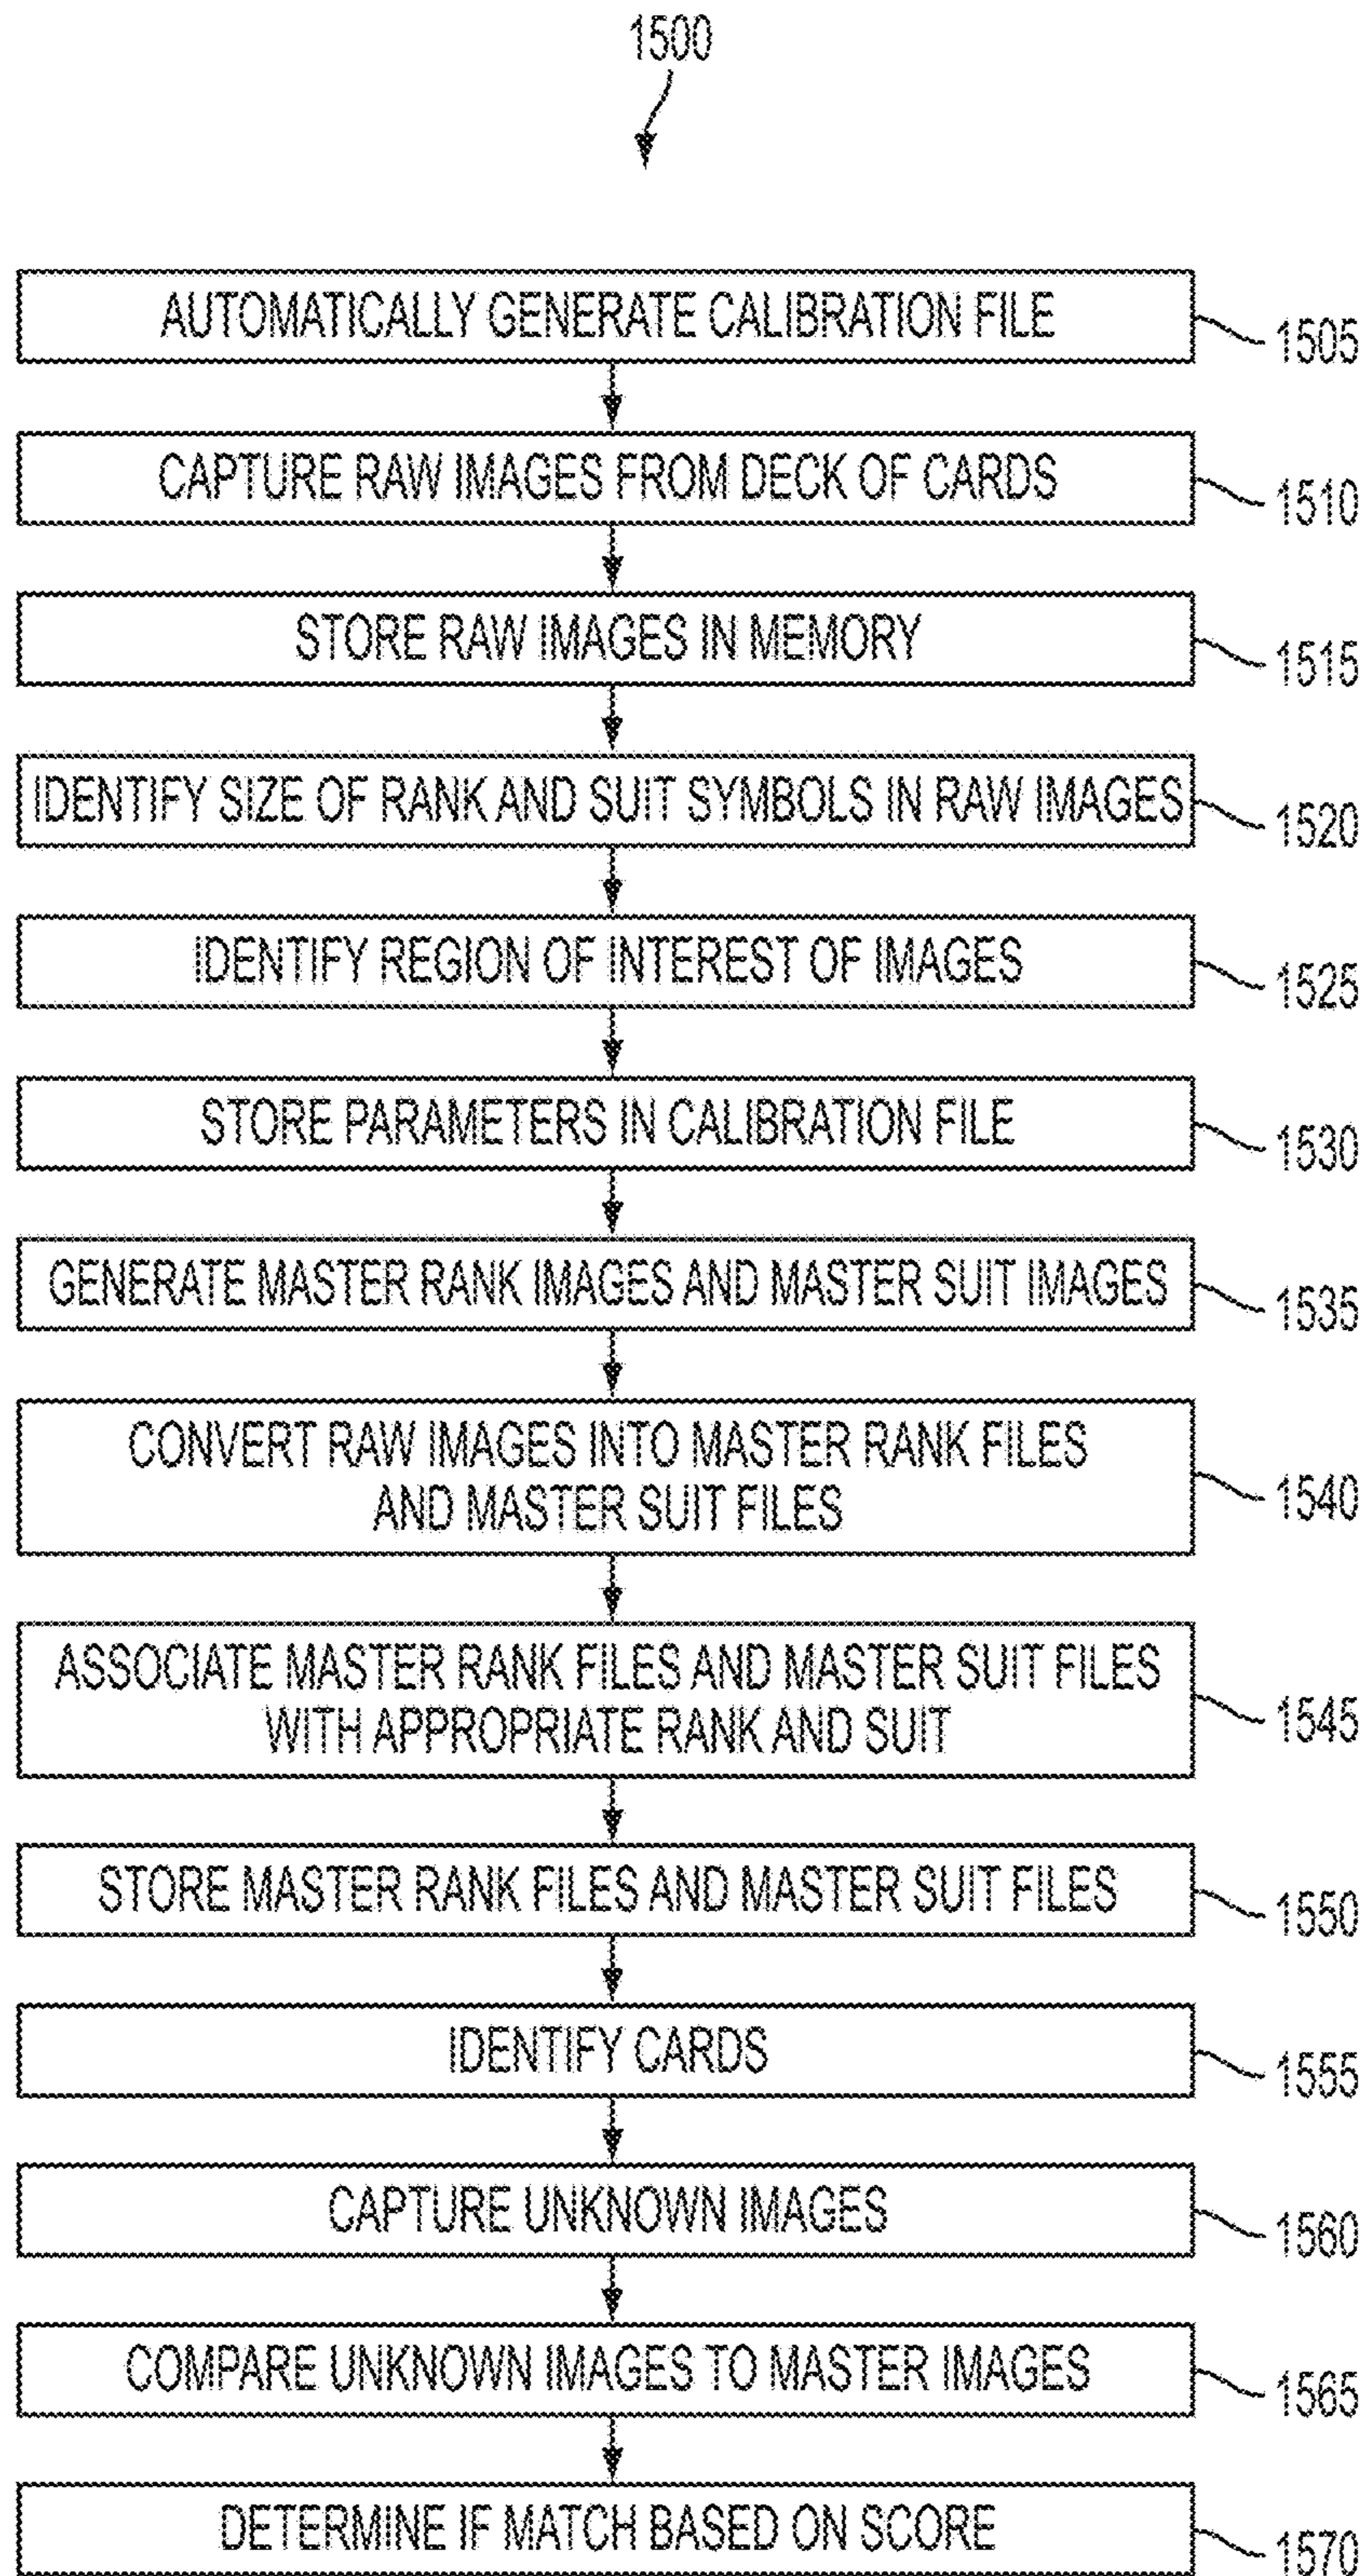 1500
AUTOMATICALLY GENERATE CALIBRATION FILE
1505
CAPTURE RAW IMAGES FROM DECK OF CARDS
1510
STORE RAW IMAGES IN MEMORY
1515
IDENTIFY SIZE OF RANK AND SUIT SYMBOLS IN RAW IMAGES
1520
IDENTIFY REGION OF INTEREST OF IMAGES
1525
STORE PARAMETERS IN CALIBRATION FILE
1530
GENERATE MASTER RANK IMAGES AND MASTER SUIT IMAGES
1535
CONVERT RAW IMAGES INTO MASTER RANK FILES
AND MASTER SUIT FILES
1540
ASSOCIATE MASTER RANK FILES AND MASTER SUIT FILES
WITH APPROPRIATE RANK AND SUIT
1545
STORE MASTER RANK FILES AND MASTER SUIT FILES
1550
IDENTIFY CARDS
1555
CAPTURE UNKNOWN IMAGES
1560
COMPARE UNKNOWN IMAGES TO MASTER IMAGES
1565
DETERMINE IF MATCH BASED ON SCORE
1570